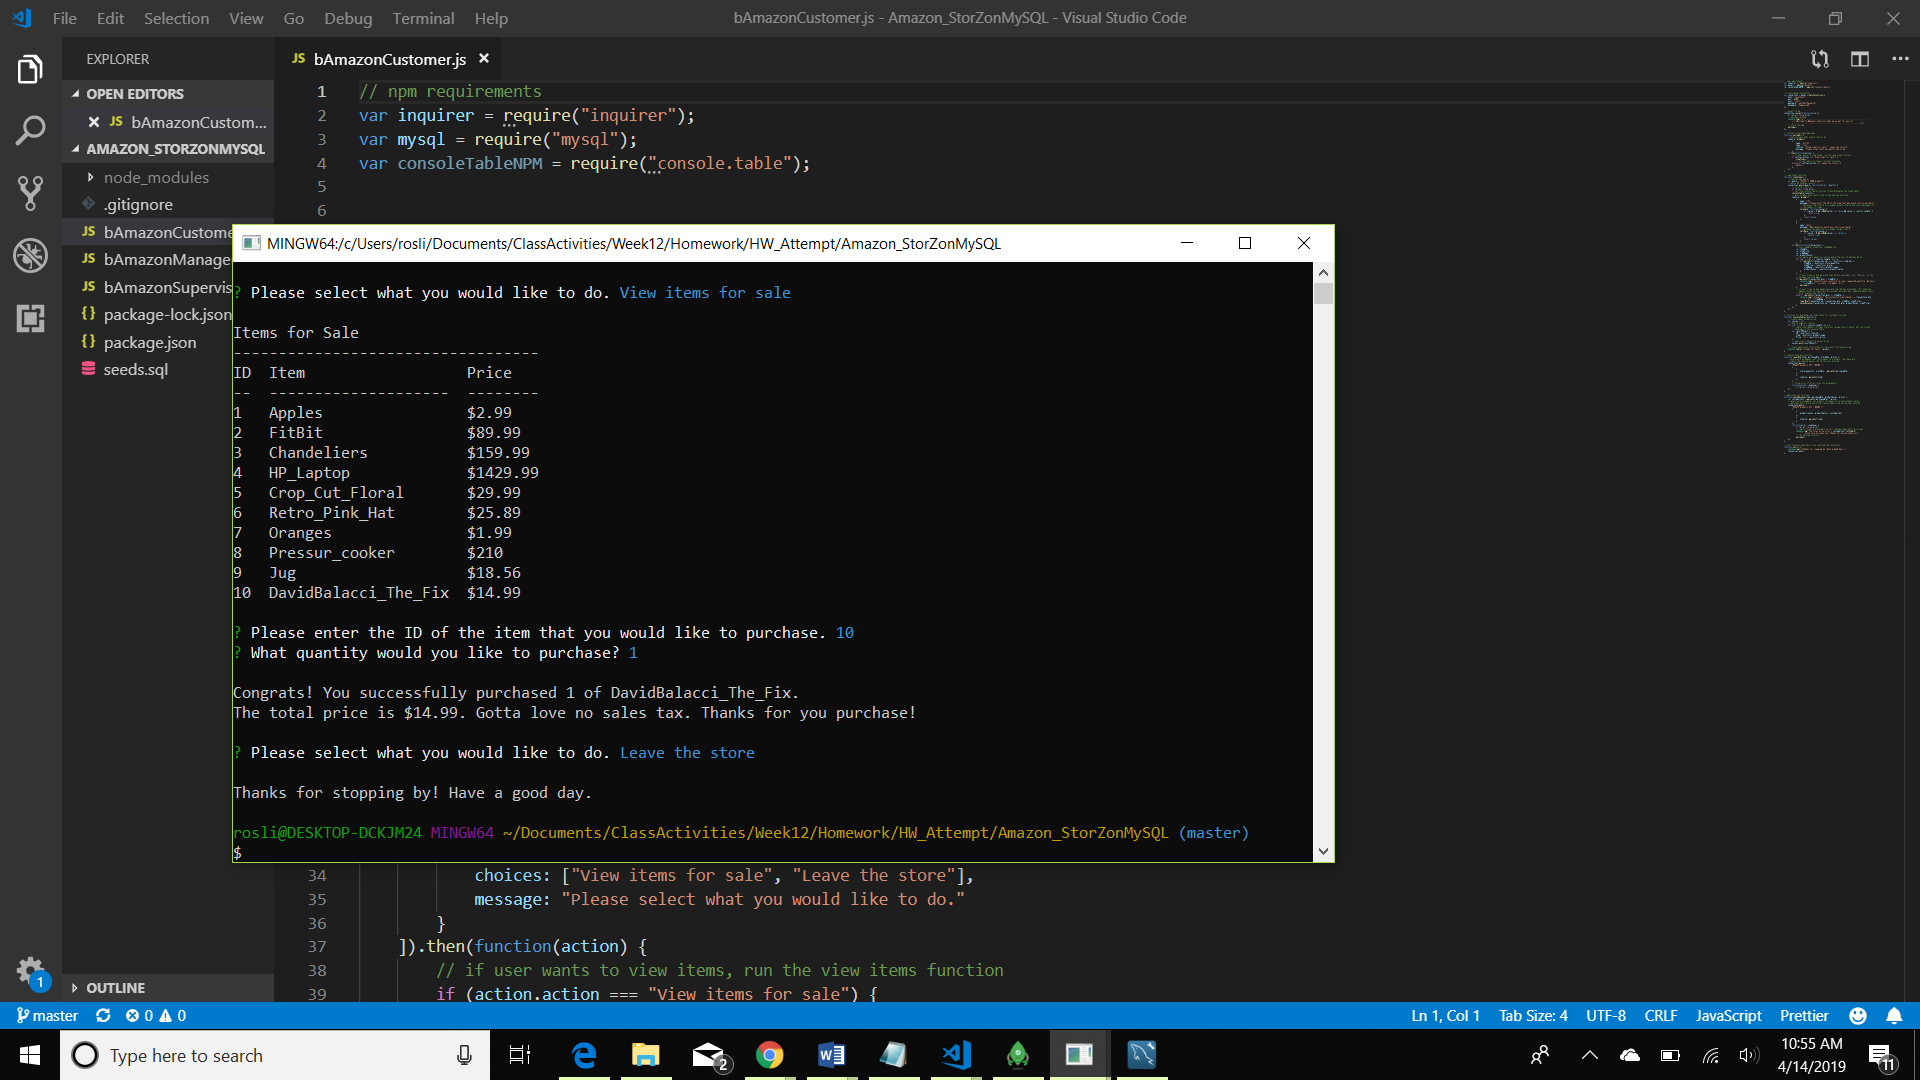 File Edit Selection View Go Debug Terminal Help
bAmazonCustomer.js - Amazon_StorZonMySQL - Visual Studio Code
EXPLORER
OPEN EDITORS
JS bAmazonCustom...
AMAZON_STORZONMYSQL
node_modules
.gitignore
JS bAmazonCustome
JS bAmazonManage
JS bAmazonSupervis
{} package-lock.json
{} package.json
seeds.sql
OUTLINE
JS bAmazonCustomer.js
1 // npm requirements
2 var inquirer = require("inquirer");
3 var mysql = require("mysql");
4 var consoleTableNPM = require("console.table");
5
6
MINGW64:/c/Users/rosli/Documents/ClassActivities/Week12/Homework/HW_Attempt/Amazon_StorZonMySQL
? Please select what you would like to do. View items for sale
Items for Sale
----------------------------------
ID Item Price
-- -------------------- --------
1 Apples $2.99
2 FitBit $89.99
3 Chandeliers $159.99
4 HP_Laptop $1429.99
5 Crop_Cut_Floral $29.99
6 Retro_Pink_Hat $25.89
7 Oranges $1.99
8 Pressur_cooker $210
9 Jug $18.56
10 DavidBalacci_The_Fix $14.99
? Please enter the ID of the item that you would like to purchase. 10
? What quantity would you like to purchase? 1
Congrats! You successfully purchased 1 of DavidBalacci_The_Fix.
The total price is $14.99. Gotta love no sales tax. Thanks for you purchase!
? Please select what you would like to do. Leave the store
Thanks for stopping by! Have a good day.
rosli@DESKTOP-DCKJM24 MINGW64 ~/Documents/ClassActivities/Week12/Homework/HW_Attempt/Amazon_StorZonMySQL (master)
$
34 choices: ["View items for sale", "Leave the store"],
35 message: "Please select what you would like to do."
36 }
37 ]).then(function(action) {
38 // if user wants to view items, run the view items function
39 if (action.action === "View items for sale") {
1
master 0 0 Ln 1, Col 1 Tab Size: 4 UTF-8 CRLF JavaScript Prettier
Type here to search
2
10:55 AM
4/14/2019
11